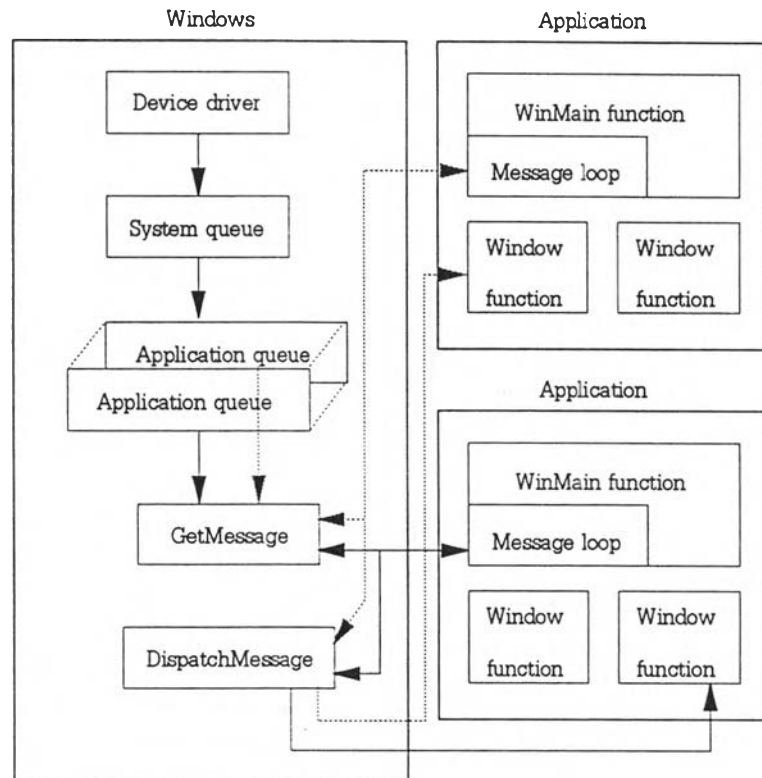 Windows
Device driver
System queue
Application queue
Application queue
GetMessage
DispatchMessage
Application
WinMain function
Message loop
Window
function
Window
function
Application
WinMain function
Message loop
Window
function
Window
function